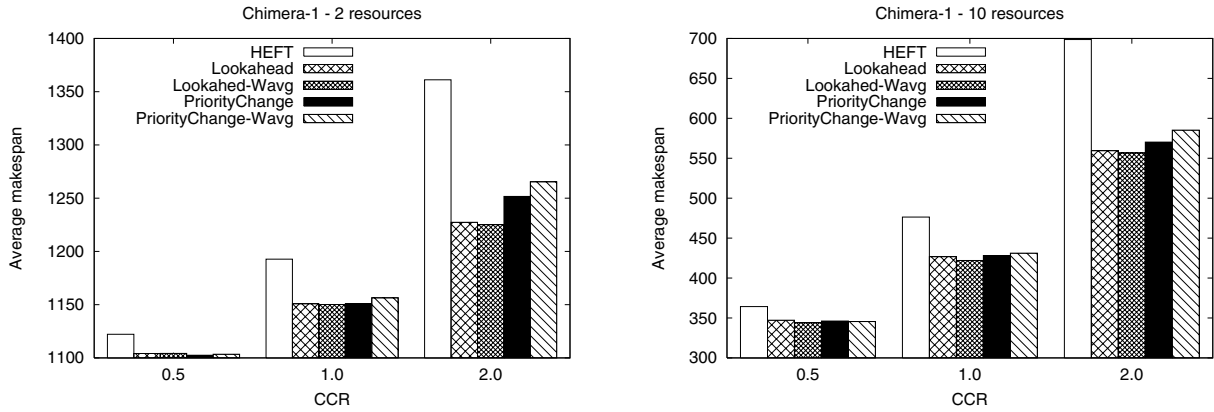 Chimera-1 - 2 resources
1400
1350
1300
1250
1200
1150
1100
Average makespan
HEFT
Lookahead
Lookahed-Wavg
PriorityChange
PriorityChange-Wavg
0.5
1.0
2.0
CCR
Chimera-1 - 10 resources
700
650
600
550
500
450
400
350
300
Average makespan
HEFT
Lookahead
Lookahed-Wavg
PriorityChange
PriorityChange-Wavg
0.5
1.0
2.0
CCR